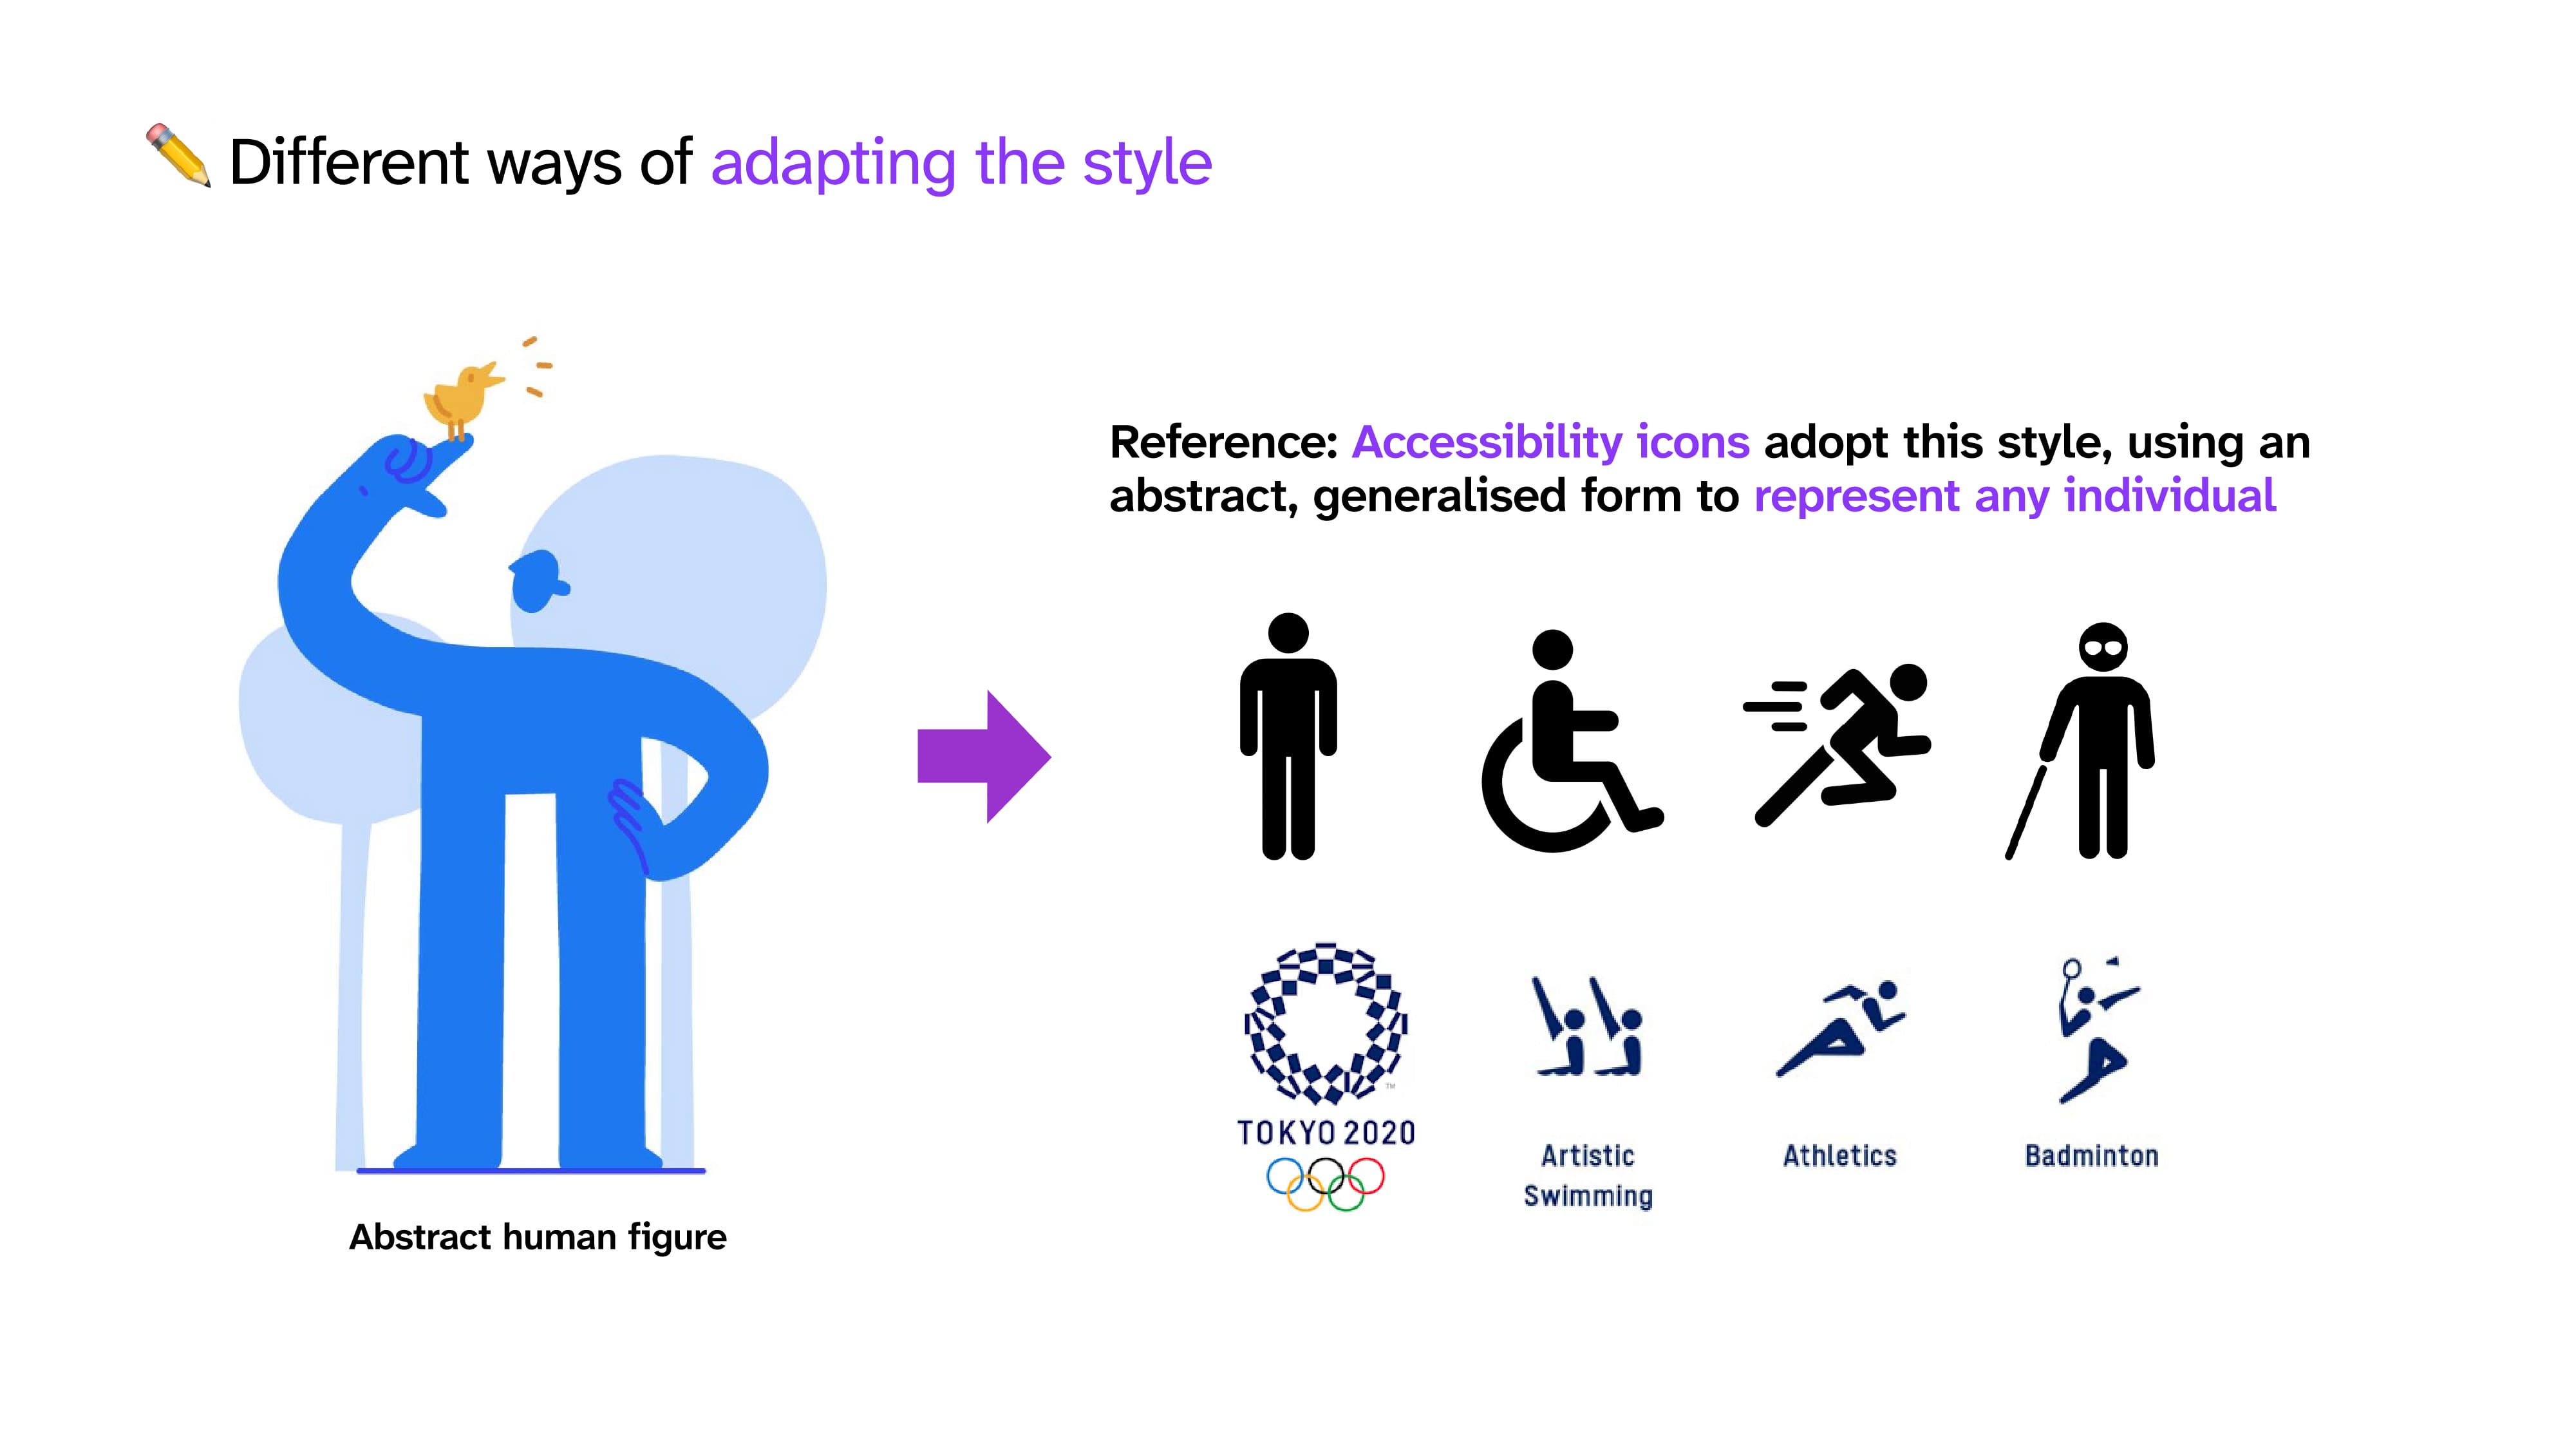 Different ways of adapting the style
Reference: Accessibility icons adopt this style, using an
abstract, generalised form to represent any individual
TM
TOKYO 2020
Artistic
Swimming
Athletics
Badminton
Abstract human figure